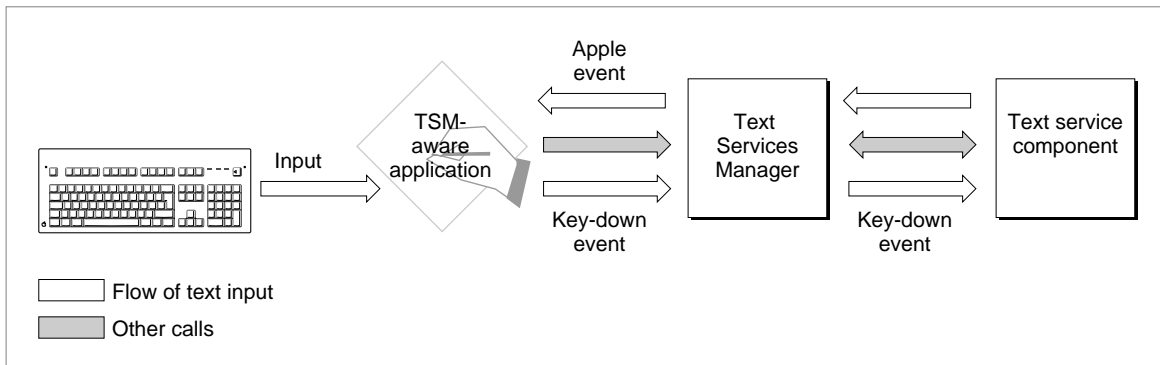 Apple
event
TSM-
aware
application
Text
Services
Manager
Text service
component
Input
Key-down
event
Key-down
event
Flow of text input
Other calls